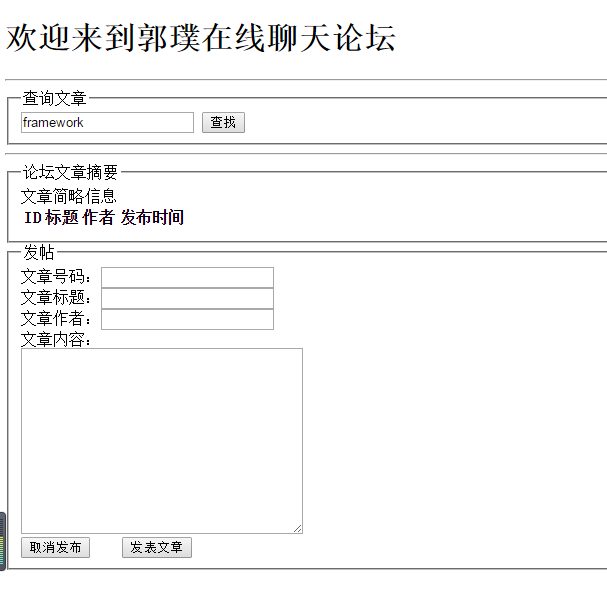 欢迎来到郭璞在线聊天论坛
查询文章
framework 查找
论坛文章摘要
文章简略信息
ID 标题 作者 发布时间
发帖
文章号码：
文章标题：
文章作者：
文章内容：
取消发布 发表文章